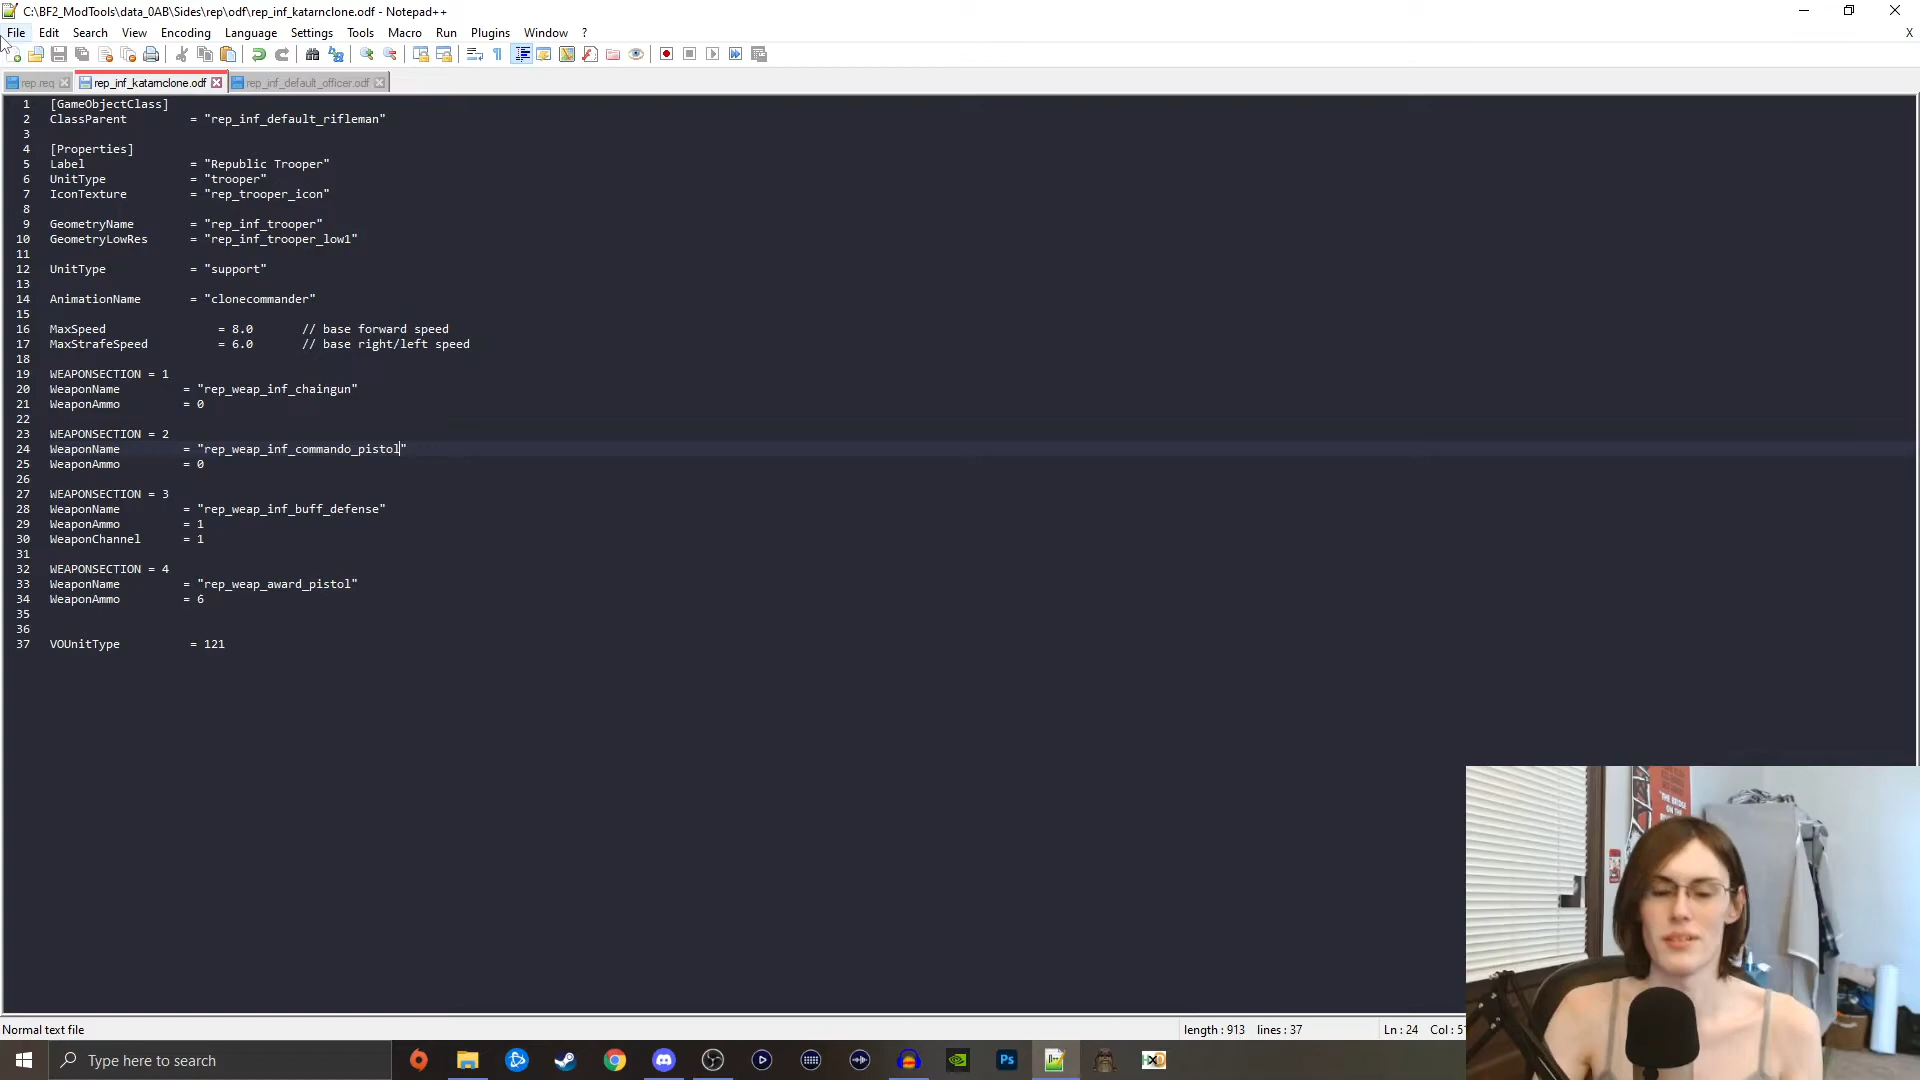 C:\BF2_ModTools\data_0AB\Sides\rep\odf\rep_inf_katarnclone.odf - Notepad++
File Edit Search View Encoding Language Settings Tools Macro Run Plugins Window ? X
rep.req rep_inf_katarnclone.odf rep_inf_default_officer.odf
1 [GameObjectClass]
2 ClassParent = "rep_inf_default_rifleman"
3
4 [Properties]
5 Label = "Republic Trooper"
6 UnitType = "trooper"
7 IconTexture = "rep_trooper_icon"
8
9 GeometryName = "rep_inf_trooper"
10 GeometryLowRes = "rep_inf_trooper_low1"
11
12 UnitType = "support"
13
14 AnimationName = "clonecommander"
15
16 MaxSpeed = 8.0 // base forward speed
17 MaxStrafeSpeed = 6.0 // base right/left speed
18
19 WEAPONSECTION = 1
20 WeaponName = "rep_weap_inf_chaingun"
21 WeaponAmmo = 0
22
23 WEAPONSECTION = 2
24 WeaponName = "rep_weap_inf_commando_pistol"
25 WeaponAmmo = 0
26
27 WEAPONSECTION = 3
28 WeaponName = "rep_weap_inf_buff_defense"
29 WeaponAmmo = 1
30 WeaponChannel = 1
31
32 WEAPONSECTION = 4
33 WeaponName = "rep_weap_award_pistol"
34 WeaponAmmo = 6
35
36
37 VOUnitType = 121
"THE BRIDGE
ON THE
Normal text file length : 913 lines : 37 Ln : 24 Col : 5
Type here to search
Ps